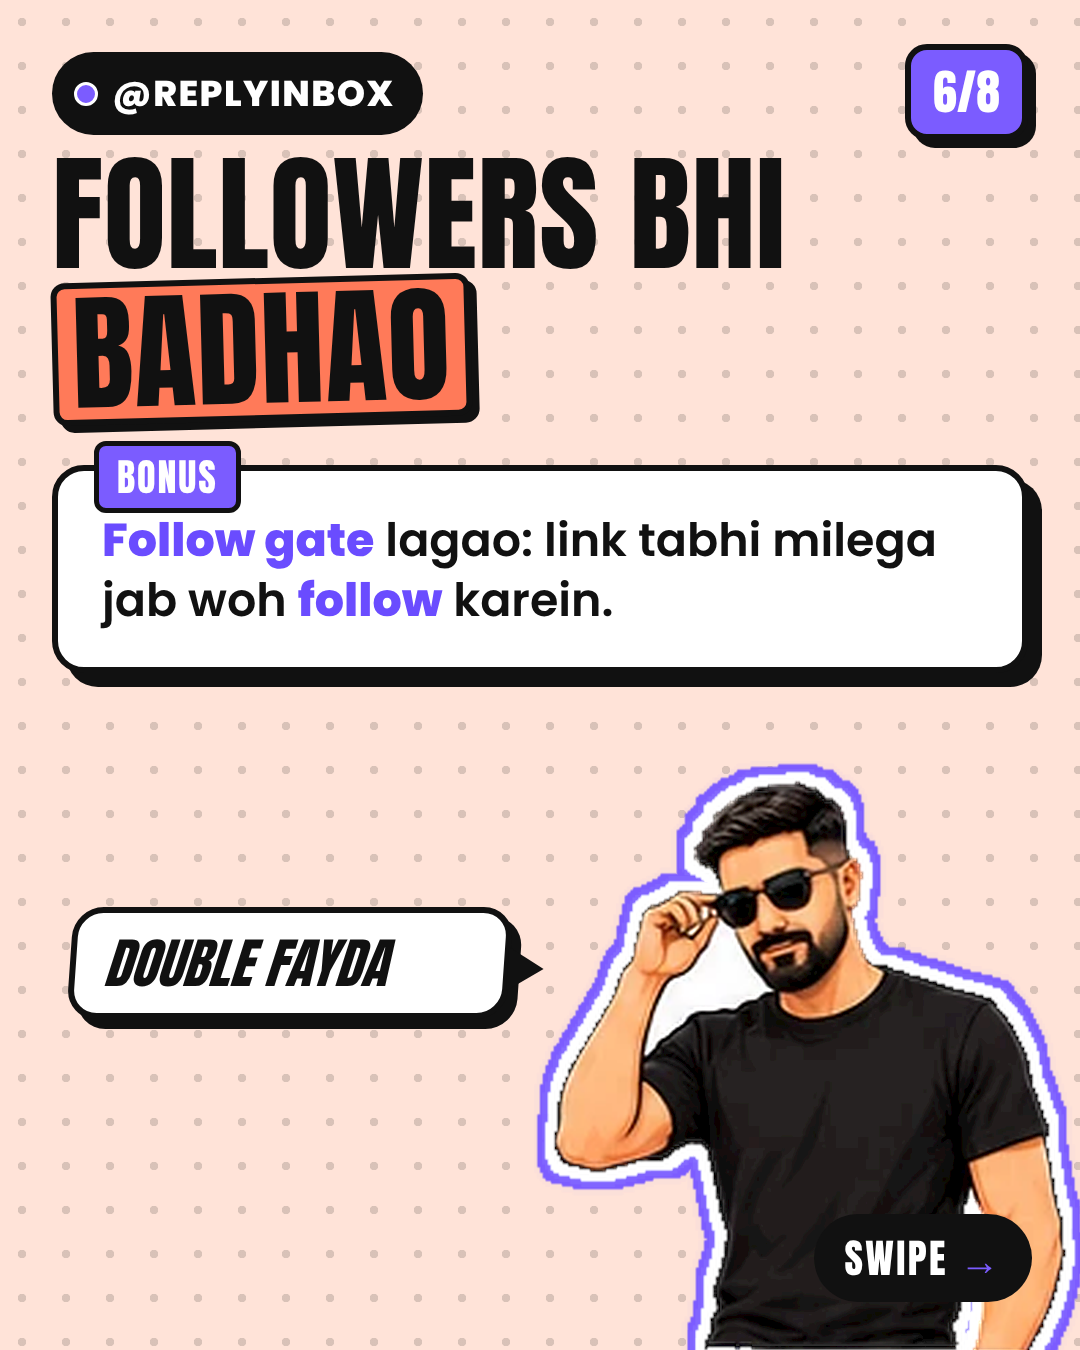 @REPLYINBOX
6/8
FOLLOWERS BHI
BADHAO
BONUS
Follow gate lagao: link tabhi milega
jab woh follow karein.
DOUBLE FAYDA
SWIPE →